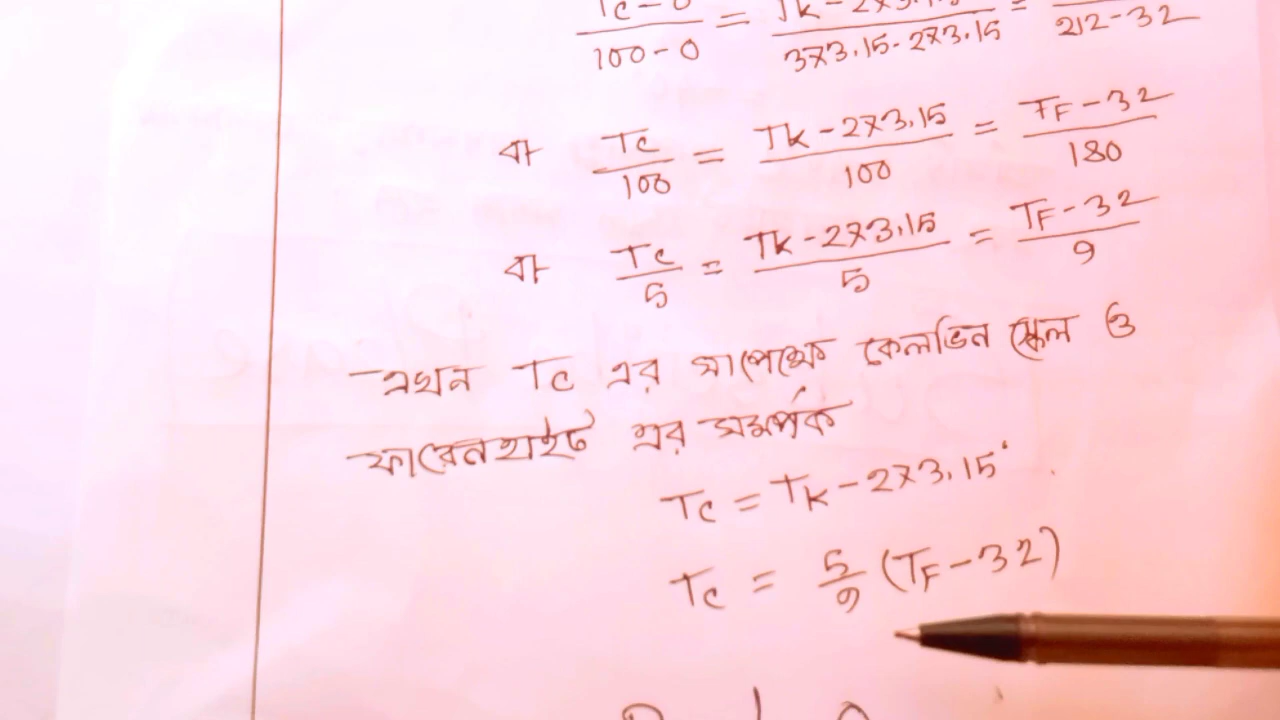 Tc-0/100-0 = Tk-273.15/373.15-273.15 = /212-32
বা Tc/100 = Tk-273.15/100 = TF-32/180
বা Tc/5 = Tk-273.15/5 = TF-32/9
এখন Tc এর সাপেক্ষে কেলভিন স্কেল ও
ফারেনহাইট এর সম্পর্ক
Tc = Tk-273.15
Tc = 5/9 (TF-32)